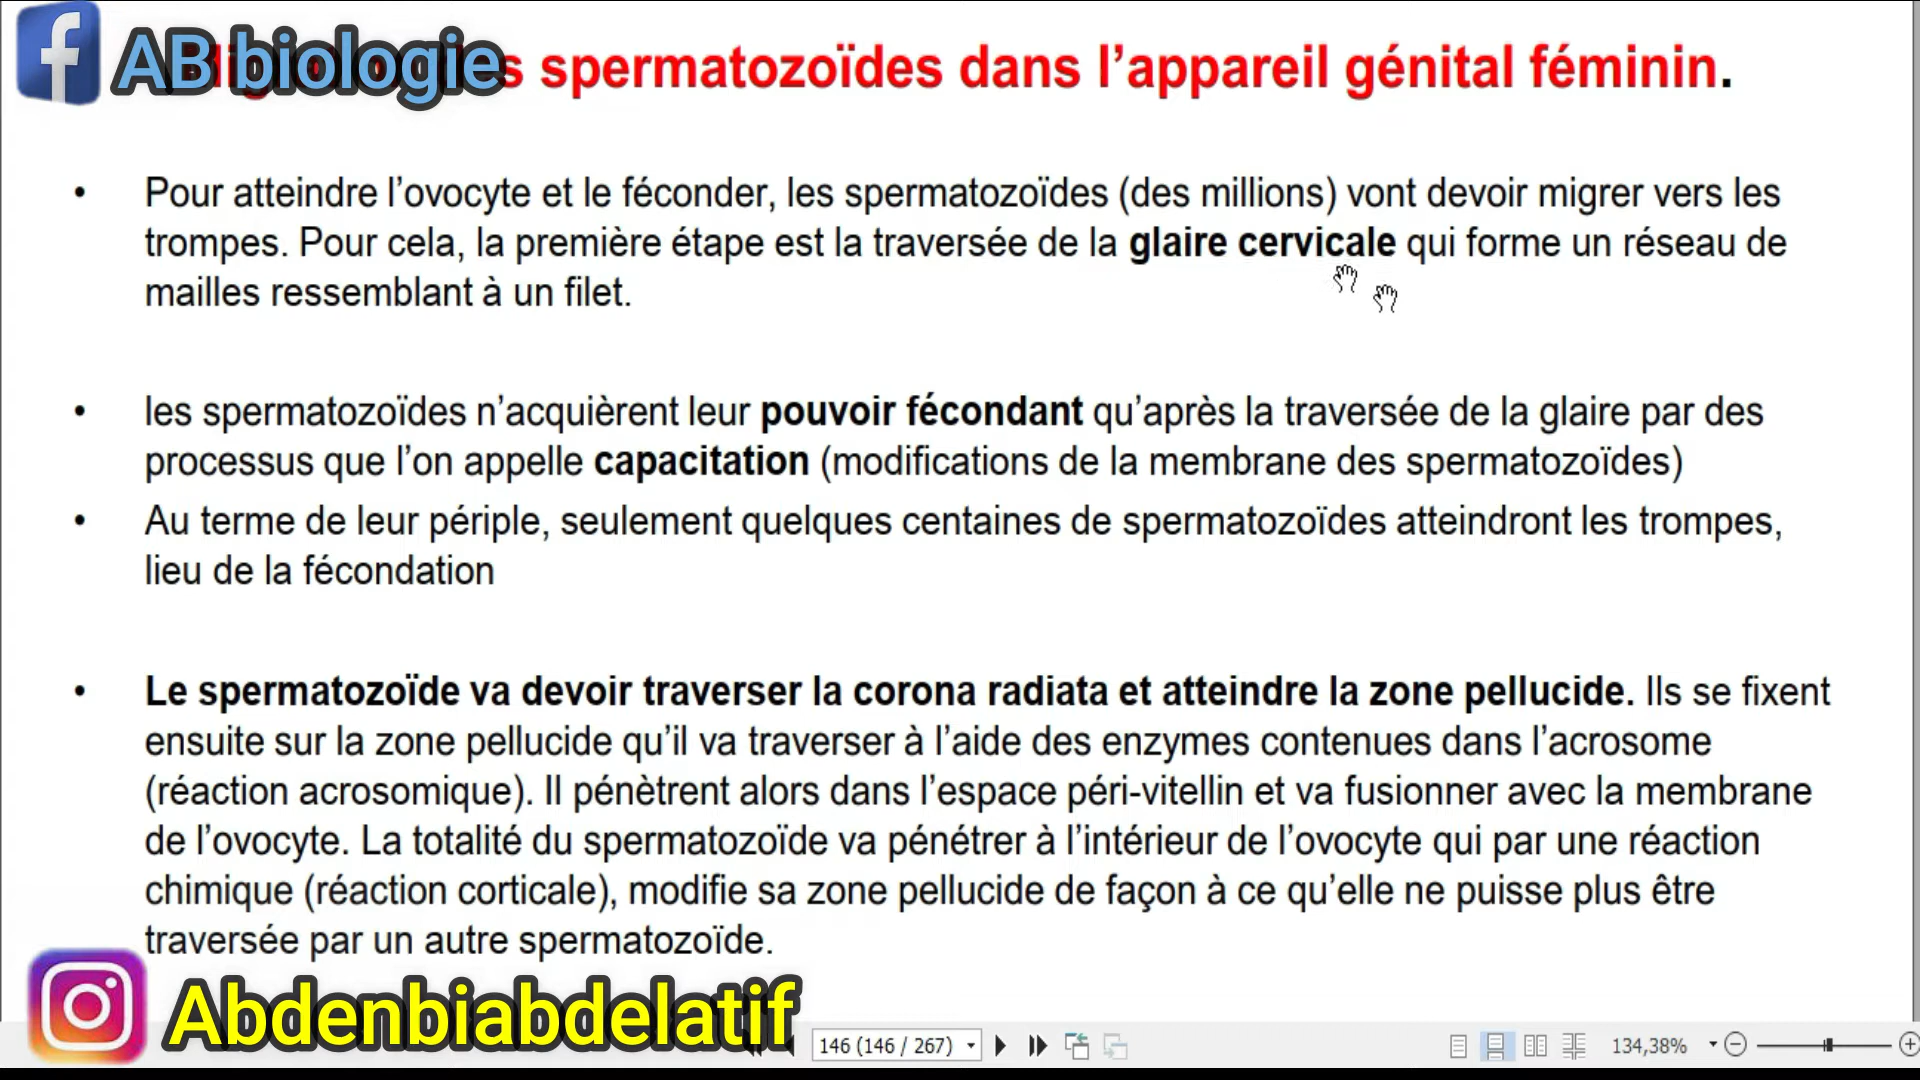 AB biologie
s spermatozoïdes dans l’appareil génital féminin.
• Pour atteindre l’ovocyte et le féconder, les spermatozoïdes (des millions) vont devoir migrer vers les
trompes. Pour cela, la première étape est la traversée de la glaire cervicale qui forme un réseau de
mailles ressemblant à un filet.
• les spermatozoïdes n’acquièrent leur pouvoir fécondant qu’après la traversée de la glaire par des
processus que l’on appelle capacitation (modifications de la membrane des spermatozoïdes)
• Au terme de leur périple, seulement quelques centaines de spermatozoïdes atteindront les trompes,
lieu de la fécondation
• Le spermatozoïde va devoir traverser la corona radiata et atteindre la zone pellucide. Ils se fixent
ensuite sur la zone pellucide qu’il va traverser à l’aide des enzymes contenues dans l’acrosome
(réaction acrosomique). Il pénètrent alors dans l’espace péri-vitellin et va fusionner avec la membrane
de l’ovocyte. La totalité du spermatozoïde va pénétrer à l’intérieur de l’ovocyte qui par une réaction
chimique (réaction corticale), modifie sa zone pellucide de façon à ce qu’elle ne puisse plus être
traversée par un autre spermatozoïde.
Abdenbiabdelatif
146 (146 / 267)
134,38%